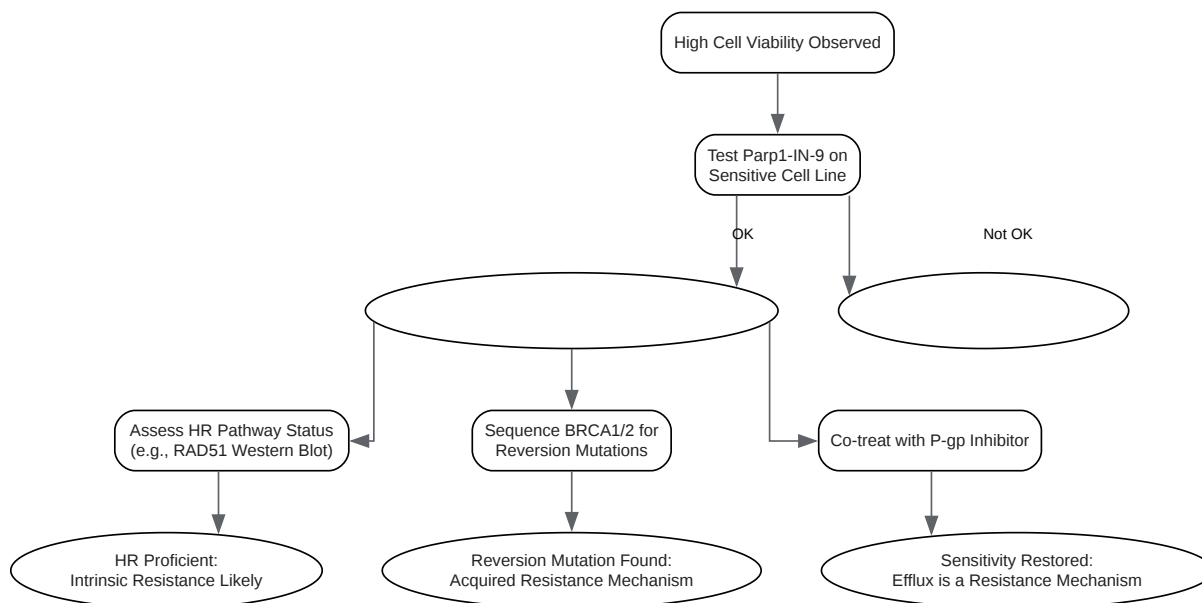 High Cell Viability Observed
Test Parp1-IN-9 on
Sensitive Cell Line
OK
Not OK
Assess HR Pathway Status
(e.g., RAD51 Western Blot)
Sequence BRCA1/2 for
Reversion Mutations
Co-treat with P-gp Inhibitor
HR Proficient:
Intrinsic Resistance Likely
Reversion Mutation Found:
Acquired Resistance Mechanism
Sensitivity Restored:
Efflux is a Resistance Mechanism